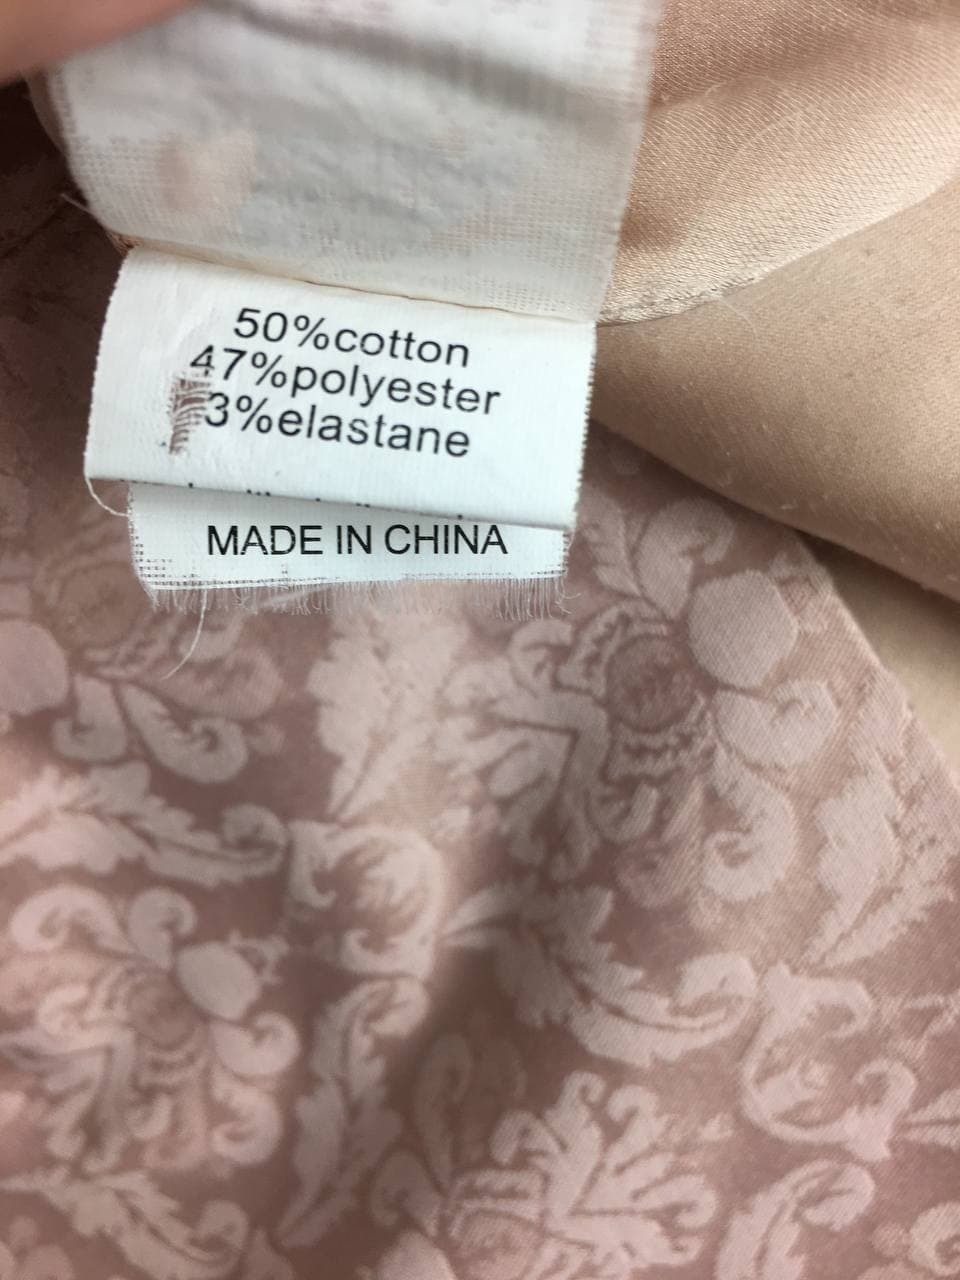 50%cotton
47%polyester
3%elastane
MADE IN CHINA